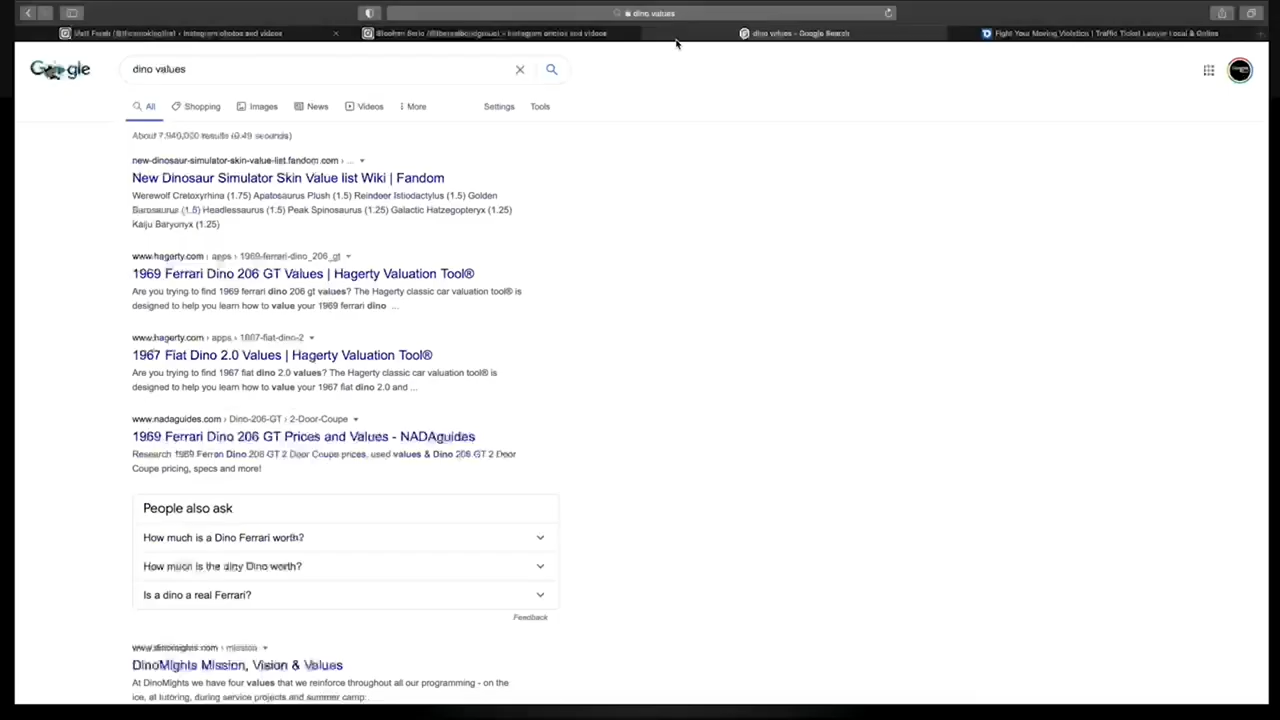 dino values
Instagram photos and videos
Instagram photos and videos
dino values - Google Search
Fight Your Moving Violation | Traffic Ticket Lawyer Local & Online
Google
dino values
All
Shopping
Images
News
Videos
More
Settings
Tools
About 7,940,000 results (0.49 seconds)
new-dinosaur-simulator-skin-value-list.fandom.com › ...
New Dinosaur Simulator Skin Value list Wiki | Fandom
Werewolf Cretoxyrhina (1.75) Apatosaurus Plush (1.5) Reindeer Istiodactylus (1.5) Golden
Barosaurus (1.5) Headlessaurus (1.5) Peak Spinosaurus (1.25) Galactic Hatzegopteryx (1.25)
Kaiju Baryonyx (1.25)
www.hagerty.com › apps › 1969-ferrari-dino_206_gt
1969 Ferrari Dino 206 GT Values | Hagerty Valuation Tool®
Are you trying to find 1969 ferrari dino 206 gt values? The Hagerty classic car valuation tool® is
designed to help you learn how to value your 1969 ferrari dino ...
www.hagerty.com › apps › 1967-fiat-dino-2
1967 Fiat Dino 2.0 Values | Hagerty Valuation Tool®
Are you trying to find 1967 fiat dino 2.0 values? The Hagerty classic car valuation tool® is
designed to help you learn how to value your 1967 fiat dino 2.0 and ...
www.nadaguides.com › Dino-206-GT › 2-Door-Coupe
1969 Ferrari Dino 206 GT Prices and Values - NADAguides
Research 1969 Ferrari Dino 206 GT 2 Door Coupe prices, used values & Dino 206 GT 2 Door
Coupe pricing, specs and more!
People also ask
How much is a Dino Ferrari worth?
How much is the diny Dino worth?
Is a dino a real Ferrari?
Feedback
www.dinomights.com › mission
DinoMights Mission, Vision & Values
At DinoMights we have four values that we reinforce throughout all our programming - on the
ice, at tutoring, during service projects and summer camp: